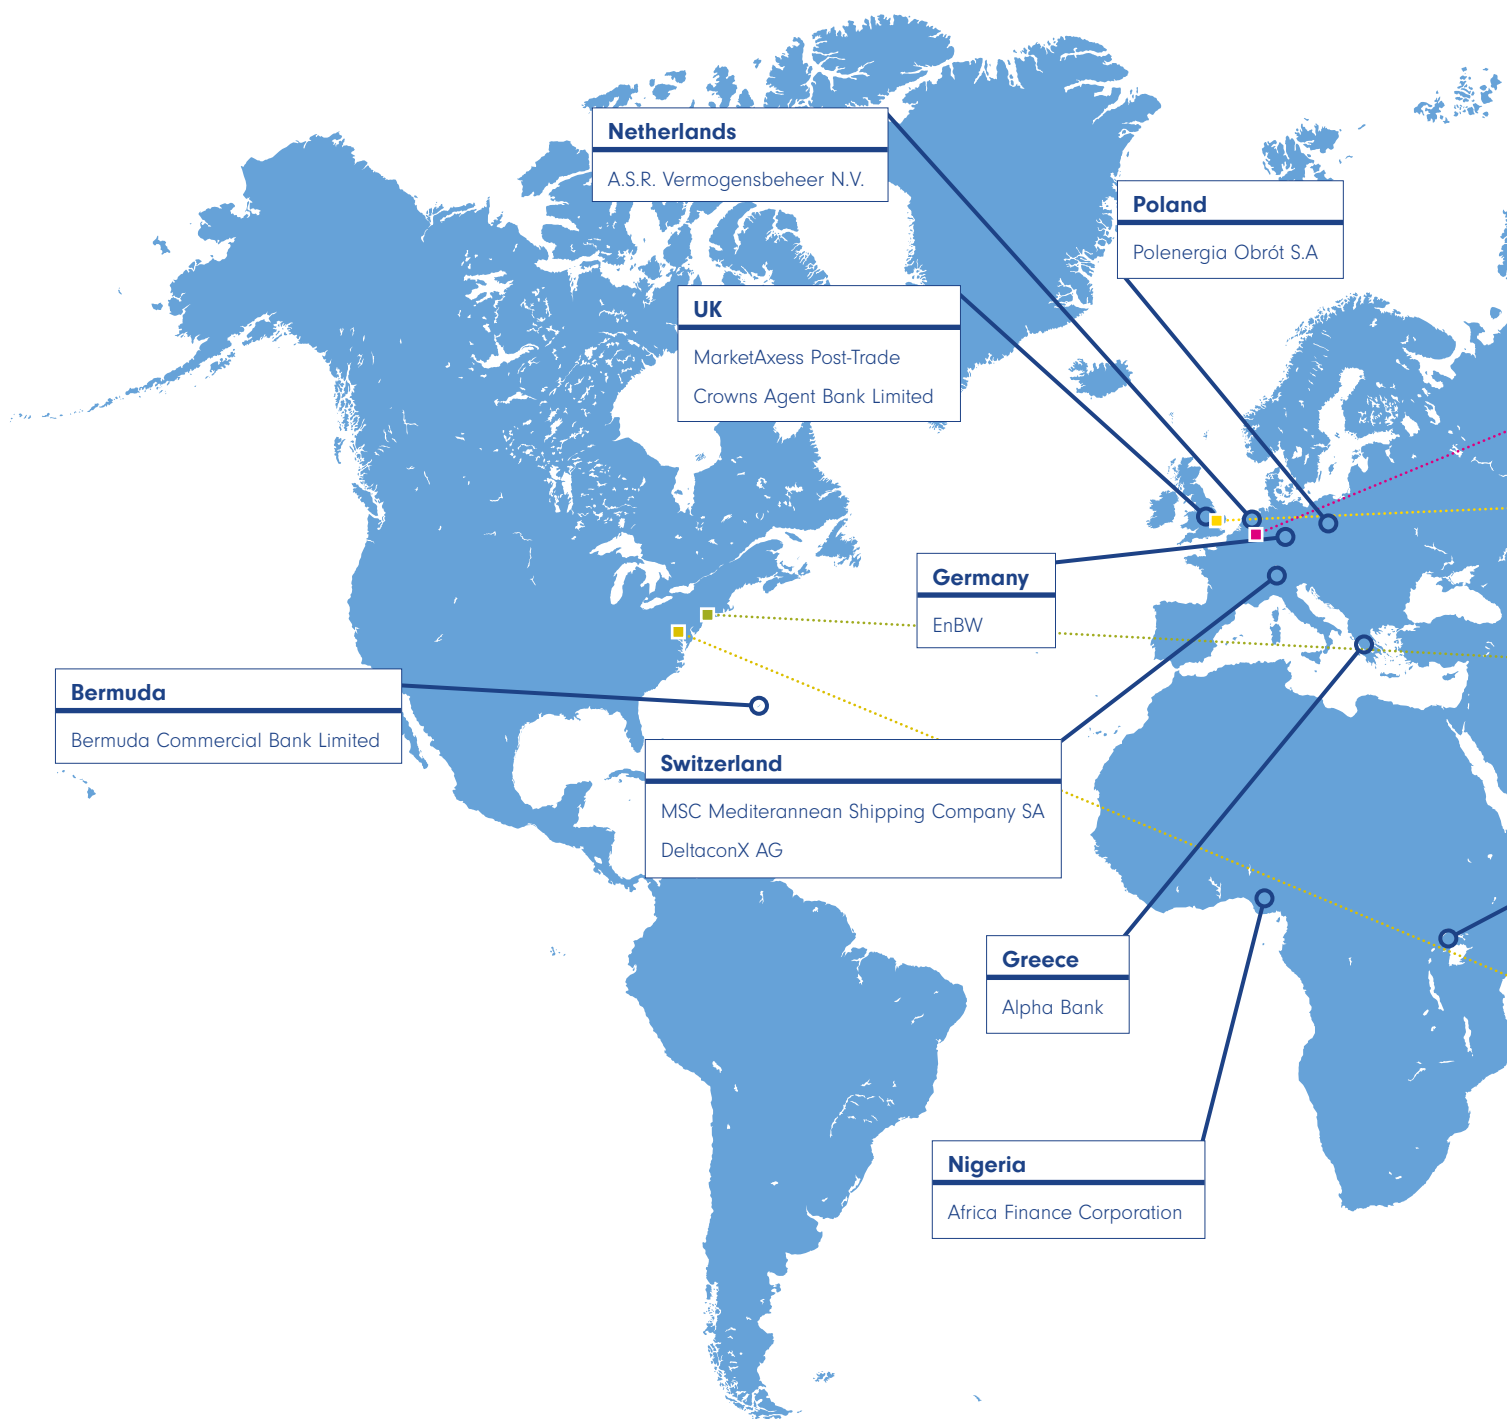 Netherlands
A.S.R. Vermogensbeheer N.V.
Poland
Polenergia Obrót S.A
UK
MarketAxess Post-Trade
Crowns Agent Bank Limited
Germany
EnBW
Bermuda
Bermuda Commercial Bank Limited
Switzerland
MSC Mediterannean Shipping Company SA
DeltaconX AG
Greece
Alpha Bank
Nigeria
Africa Finance Corporation